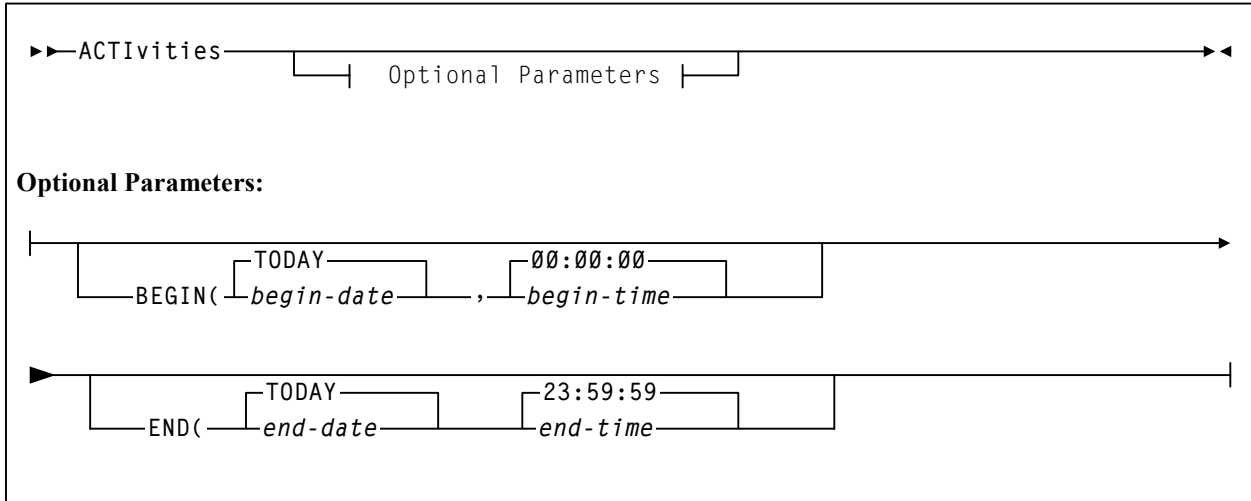 ACTIvities
Optional Parameters
Optional Parameters:
TODAY 00:00:00
BEGIN( begin-date , begin-time
TODAY 23:59:59
END( end-date end-time